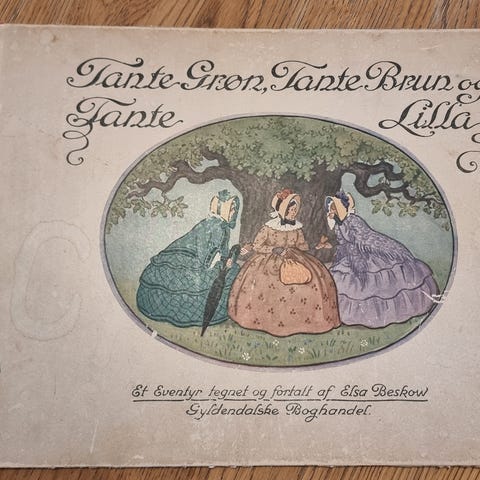 Tante Grøn, Tante Brun og
Tante Lilla
Et Eventyr tegnet og fortalt af Elsa Beskow
Gyldendalske Boghandel.